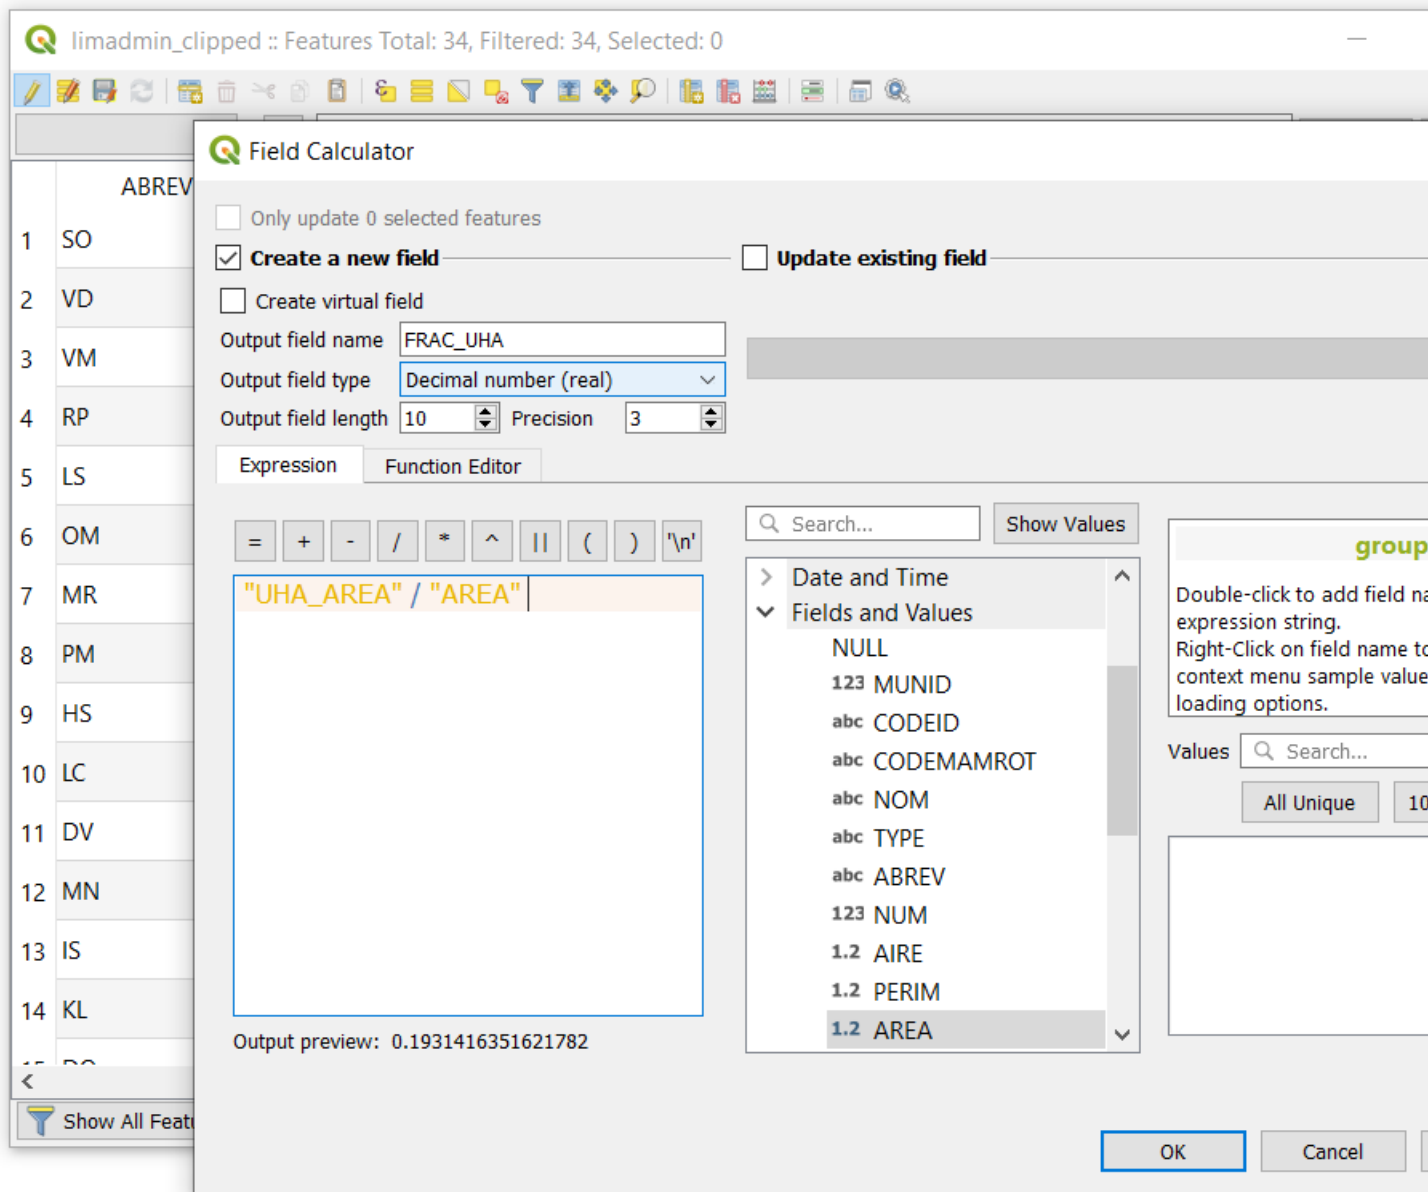 limadmin_clipped :: Features Total: 34, Filtered: 34, Selected: 0
Field Calculator
ABREV
Only update 0 selected features
Create a new field
Update existing field
Create virtual field
Output field name FRAC_UHA
Output field type Decimal number (real)
Output field length 10 Precision 3
Expression Function Editor
= + - / * ^ || ( ) '\n'
Search... Show Values
"UHA_AREA" / "AREA"
Date and Time
Fields and Values
NULL
123 MUNID
abc CODEID
abc CODEMAMROT
abc NOM
abc TYPE
abc ABREV
123 NUM
1.2 AIRE
1.2 PERIM
1.2 AREA
group
Double-click to add field na
expression string.
Right-Click on field name to
context menu sample value
loading options.
Values Search...
All Unique 10
Output preview: 0.1931416351621782
1 SO
2 VD
3 VM
4 RP
5 LS
6 OM
7 MR
8 PM
9 HS
10 LC
11 DV
12 MN
13 IS
14 KL
Show All Featu
OK Cancel